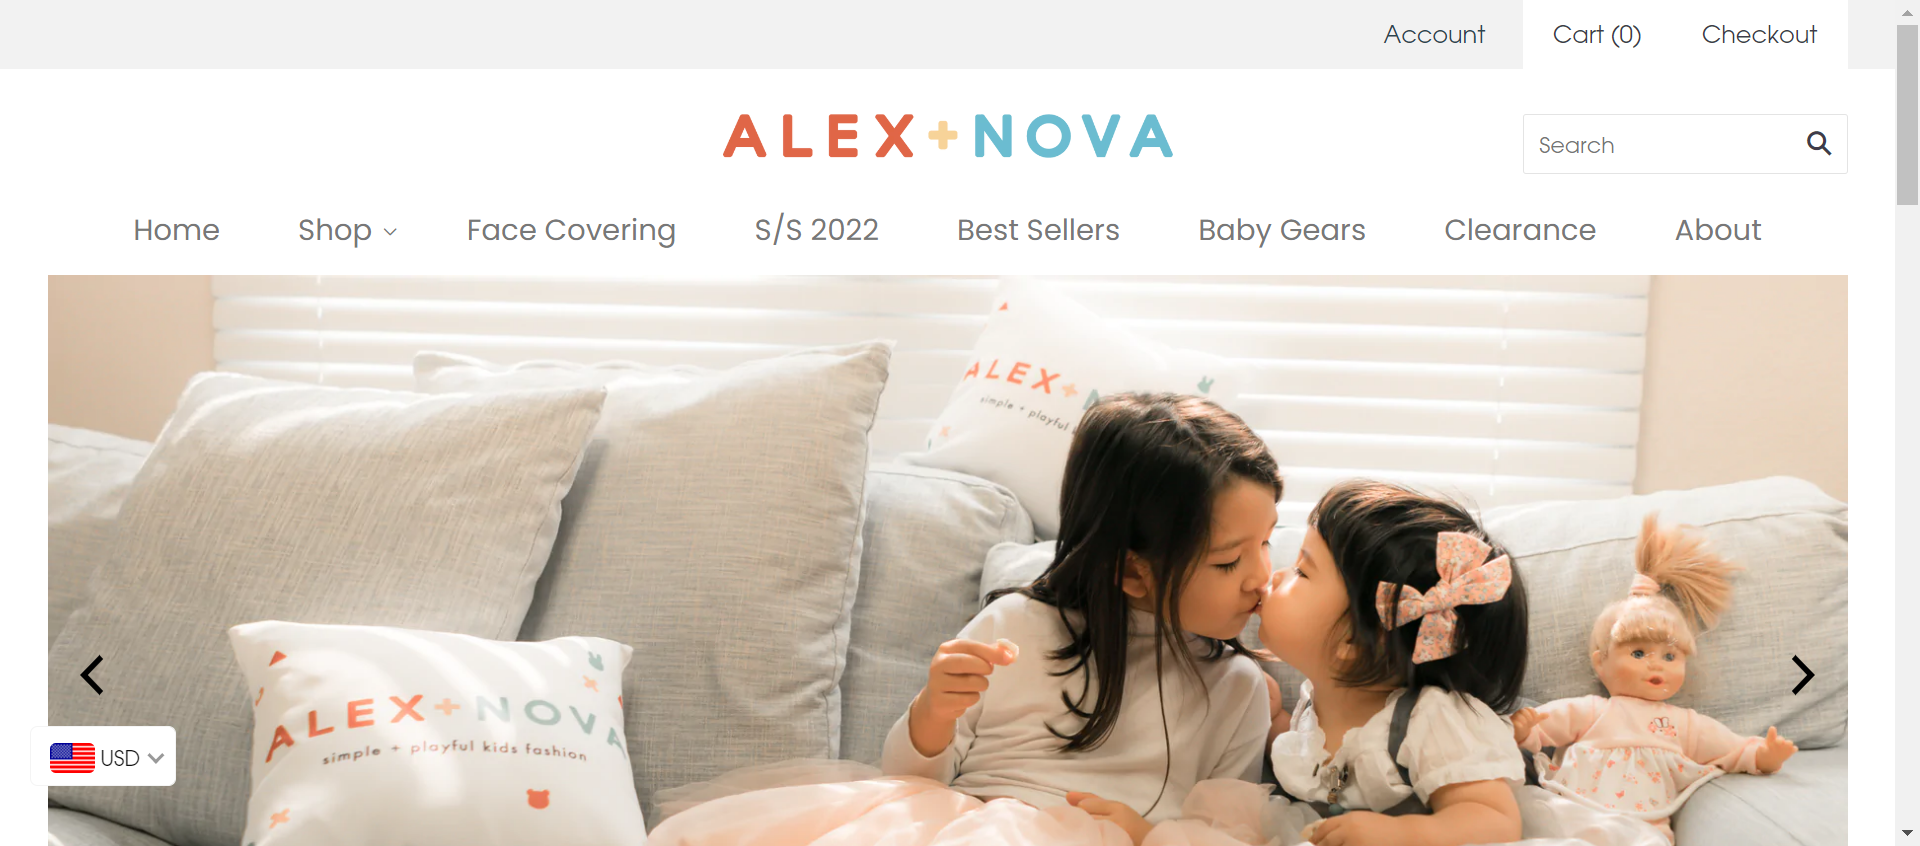 Account Cart (0) Checkout
ALEX+NOVA
Search
Home Shop Face Covering S/S 2022 Best Sellers Baby Gears Clearance About
ALEX+N
simple + playful
ALEX+NOVA
simple + playful kids fashion
USD